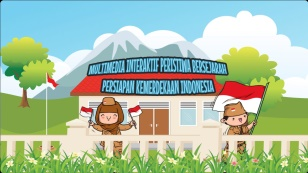 MULTIMEDIA INTERAKTIF PERISTIWA BERSEJARAH
PERSIAPAN KEMERDEKAAN INDONESIA